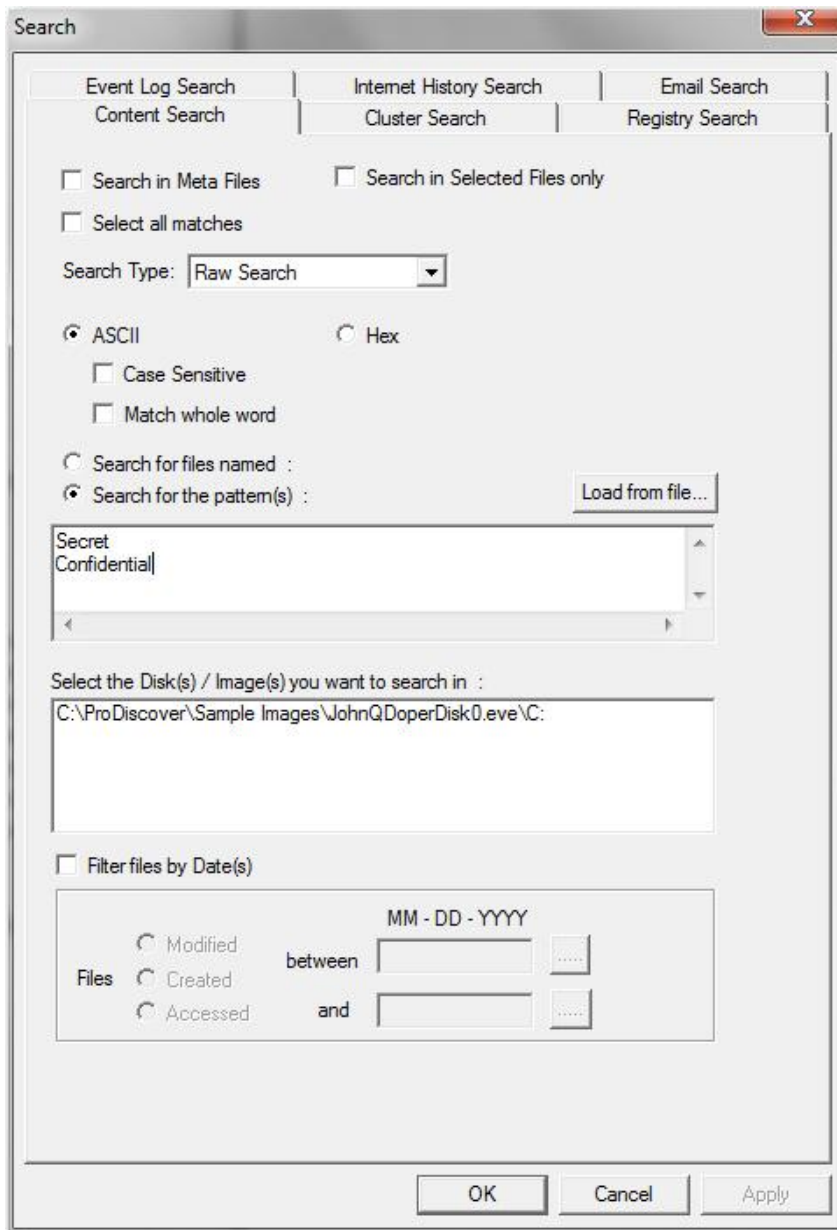 Search
Event Log Search Internet History Search Email Search
Content Search Cluster Search Registry Search
Search in Meta Files Search in Selected Files only
Select all matches
Search Type: Raw Search
ASCII Hex
Case Sensitive
Match whole word
Search for files named :
Search for the pattern(s) : Load from file...
Secret
Confidential
Select the Disk(s) / Image(s) you want to search in :
C:\ProDiscover\Sample Images\JohnQDoperDisk0.eve\C:
Filter files by Date(s)
MM - DD - YYYY
Modified
between .....
Files Created
Accessed and .....
OK Cancel Apply